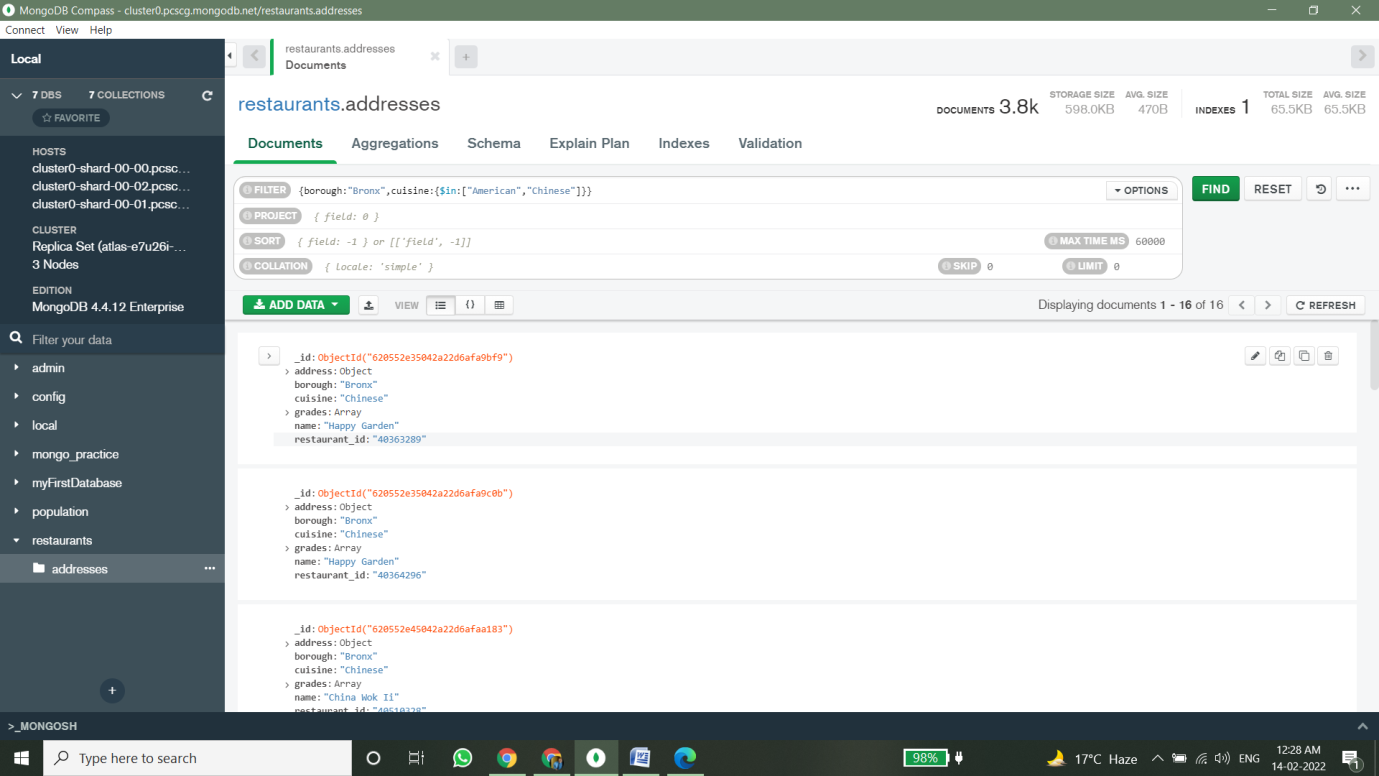 MongoDB Compass - cluster0.pcscg.mongodb.net/restaurants.addresses
Connect View Help
Local
7 DBS 7 COLLECTIONS
☆ FAVORITE
HOSTS
cluster0-shard-00-00.pcsc...
cluster0-shard-00-02.pcsc...
cluster0-shard-00-01.pcsc...
CLUSTER
Replica Set (atlas-e7u26i-...
3 Nodes
EDITION
MongoDB 4.4.12 Enterprise
Filter your data
admin
config
local
mongo_practice
myFirstDatabase
population
restaurants
addresses
restaurants.addresses
Documents
restaurants.addresses
DOCUMENTS 3.8k
STORAGE SIZE 598.0KB
AVG. SIZE 470B
INDEXES 1
TOTAL SIZE 65.5KB
AVG. SIZE 65.5KB
Documents Aggregations Schema Explain Plan Indexes Validation
FILTER {borough:"Bronx",cuisine:{$in:["American","Chinese"]}}
OPTIONS FIND RESET
PROJECT { field: 0 }
SORT { field: -1 } or [['field', -1]]
MAX TIME MS 60000
COLLATION { locale: 'simple' }
SKIP 0 LIMIT 0
ADD DATA VIEW {}
Displaying documents 1 - 16 of 16
REFRESH
_id:ObjectId("620552e35042a22d6afa9bf9")
address:Object
borough:"Bronx"
cuisine:"Chinese"
grades:Array
name:"Happy Garden"
restaurant_id:"40363289"
_id:ObjectId("620552e35042a22d6afa9c0b")
address:Object
borough:"Bronx"
cuisine:"Chinese"
grades:Array
name:"Happy Garden"
restaurant_id:"40364296"
_id:ObjectId("620552e45042a22d6afaa183")
address:Object
borough:"Bronx"
cuisine:"Chinese"
grades:Array
name:"China Wok Ii"
restaurant_id:"40510328"
>_MONGOSH
Type here to search
98%
17°C Haze
ENG
12:28 AM
14-02-2022
1